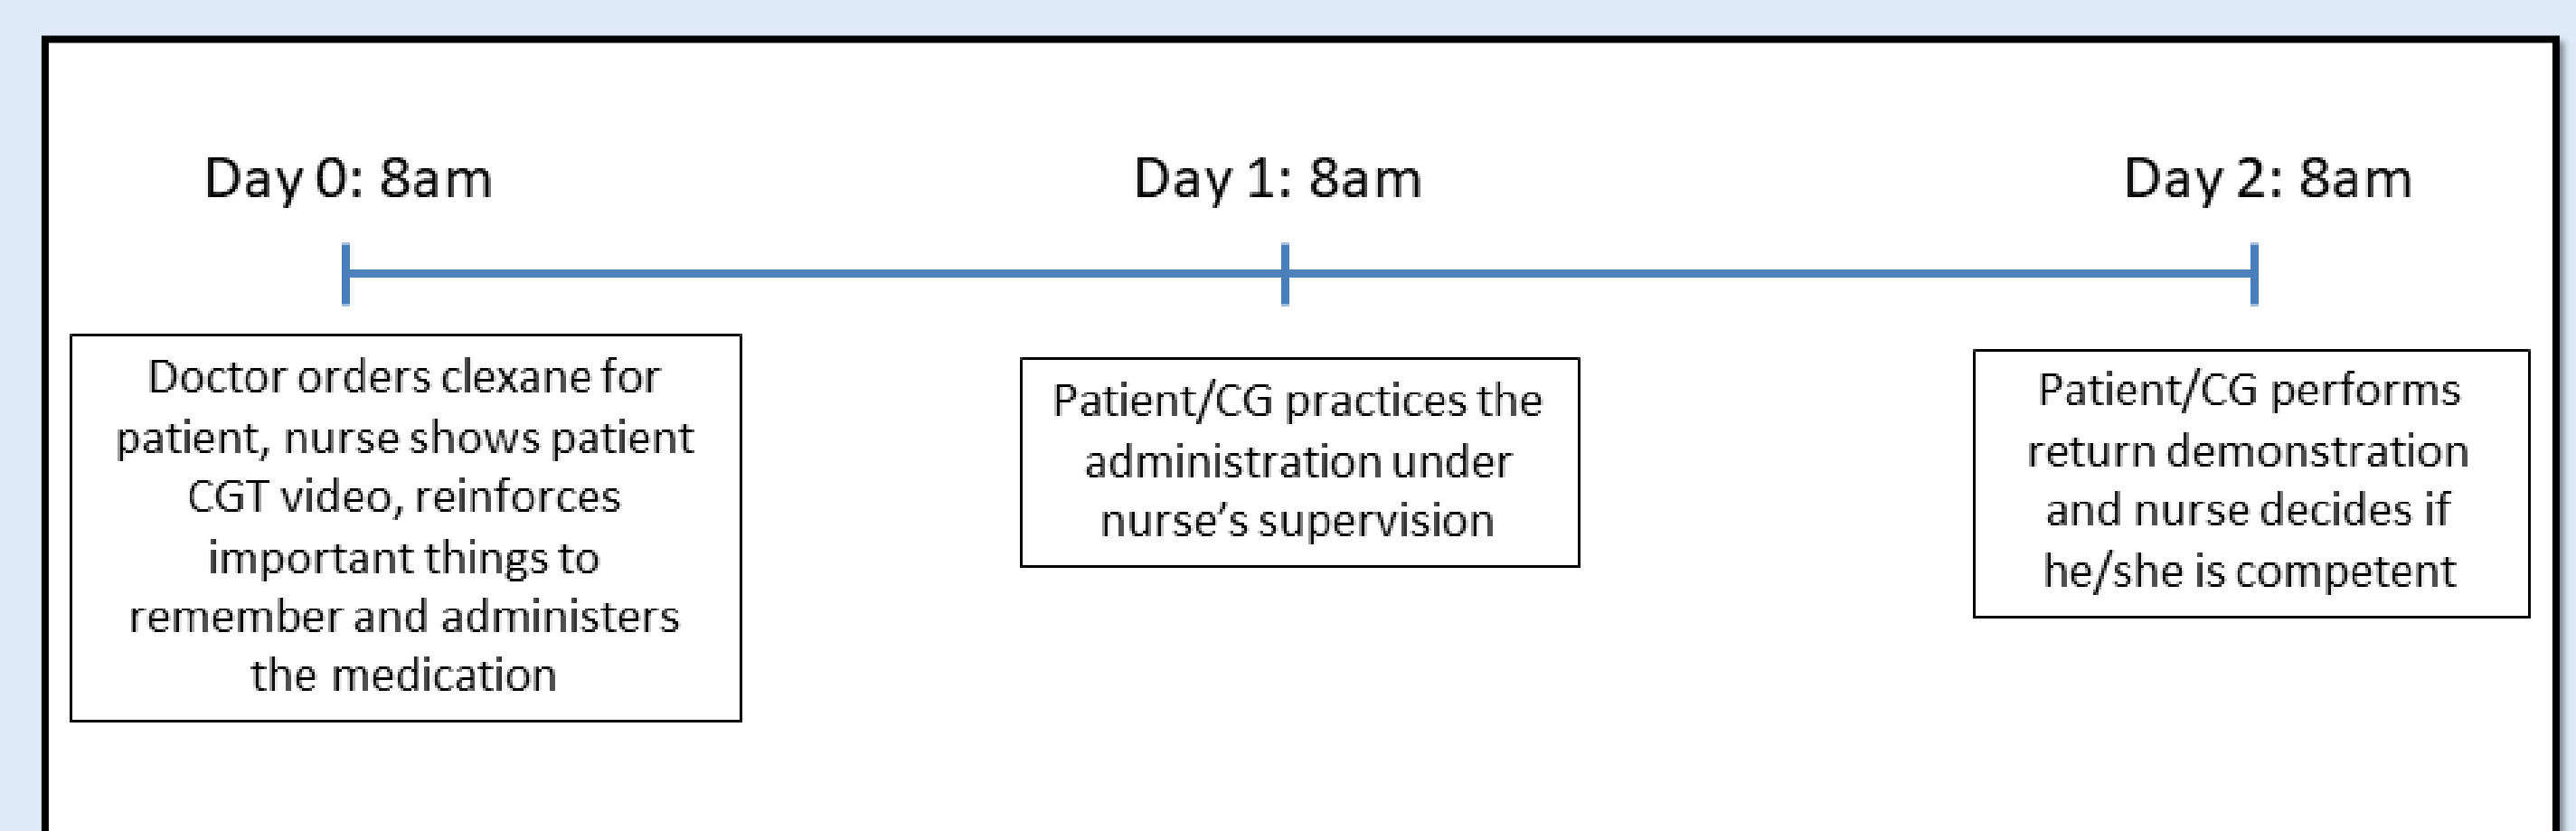 Day 0: 8am
Day 1: 8am
Day 2: 8am
Doctor orders clexane for
patient, nurse shows patient
CGT video, reinforces
important things to
remember and administers
the medication
Patient/CG practices the
administration under
nurse's supervision
Patient/CG performs
return demonstration
and nurse decides if
he/she is competent